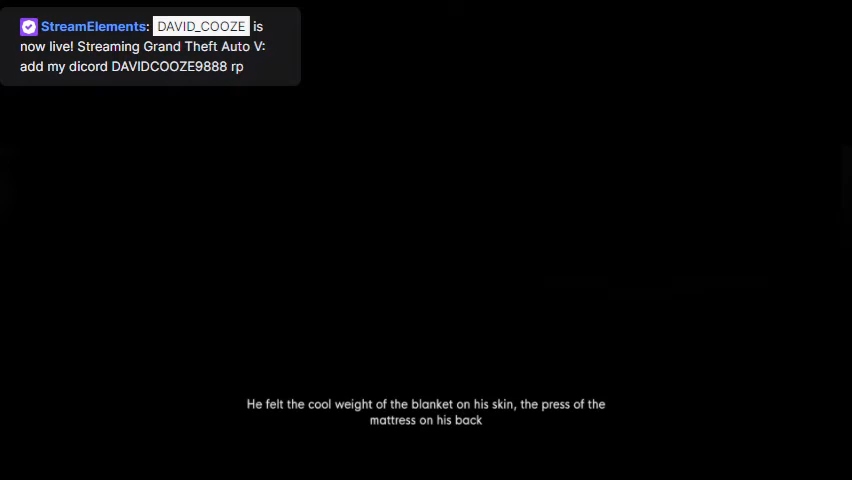 StreamElements: DAVID_COOZE is
now live! Streaming Grand Theft Auto V:
add my dicord DAVIDCOOZE9888 rp
He felt the cool weight of the blanket on his skin, the press of the
mattress on his back